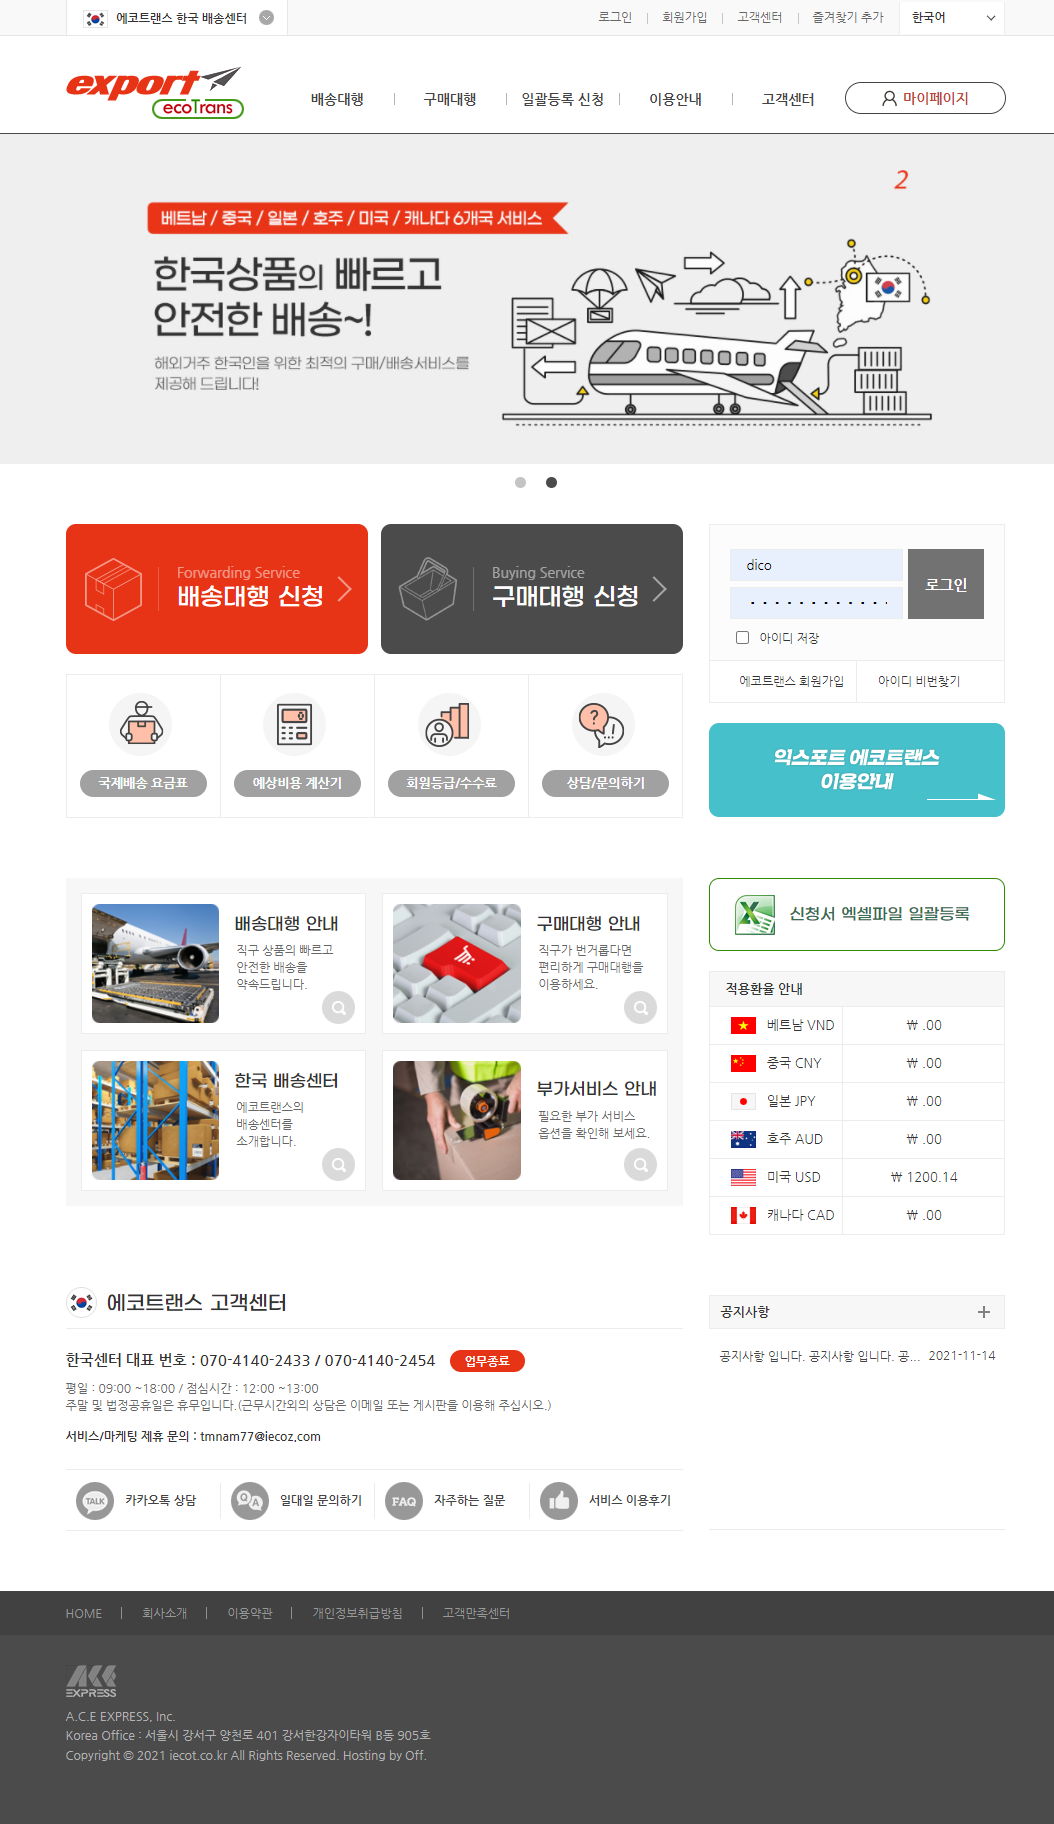 에코트랜스 한국 배송센터
로그인
회원가입
고객센터
즐겨찾기 추가
한국어
export
ecoTrans
배송대행
구매대행
일괄등록 신청
이용안내
고객센터
마이페이지
2
베트남 / 중국 / 일본 / 호주 / 미국 / 캐나다 6개국 서비스
한국상품의 빠르고
안전한 배송~!
해외거주 한국인을 위한 최적의 구매/배송서비스를
제공해 드립니다!
Forwarding Service
배송대행 신청
Buying Service
구매대행 신청
dico
로그인
아이디 저장
에코트랜스 회원가입
아이디 비번찾기
국제배송 요금표
예상비용 계산기
회원등급/수수료
상담/문의하기
익스포트 에코트랜스
이용안내
배송대행 안내
직구 상품의 빠르고
안전한 배송을
약속드립니다.
구매대행 안내
직구가 번거롭다면
편리하게 구매대행을
이용하세요.
한국 배송센터
에코트랜스의
배송센터를
소개합니다.
부가서비스 안내
필요한 부가 서비스
옵션을 확인해 보세요.
신청서 엑셀파일 일괄등록
적용환율 안내
베트남 VND ₩ .00
중국 CNY ₩ .00
일본 JPY ₩ .00
호주 AUD ₩ .00
미국 USD ₩ 1200.14
캐나다 CAD ₩ .00
에코트랜스 고객센터
한국센터 대표 번호 : 070-4140-2433 / 070-4140-2454 업무종료
평일 : 09:00 ~18:00 / 점심시간 : 12:00 ~13:00
주말 및 법정공휴일은 휴무입니다.(근무시간외의 상담은 이메일 또는 게시판을 이용해 주십시오.)
서비스/마케팅 제휴 문의 : tmnam77@iecoz.com
TALK 카카오톡 상담
Q A 일대일 문의하기
FAQ 자주하는 질문
서비스 이용후기
공지사항
공지사항 입니다. 공지사항 입니다. 공... 2021-11-14
HOME
회사소개
이용약관
개인정보취급방침
고객만족센터
ACE
EXPRESS
A.C.E EXPRESS, Inc.
Korea Office : 서울시 강서구 양천로 401 강서한강자이타워 B동 905호
Copyright © 2021 iecot.co.kr All Rights Reserved. Hosting by Off.